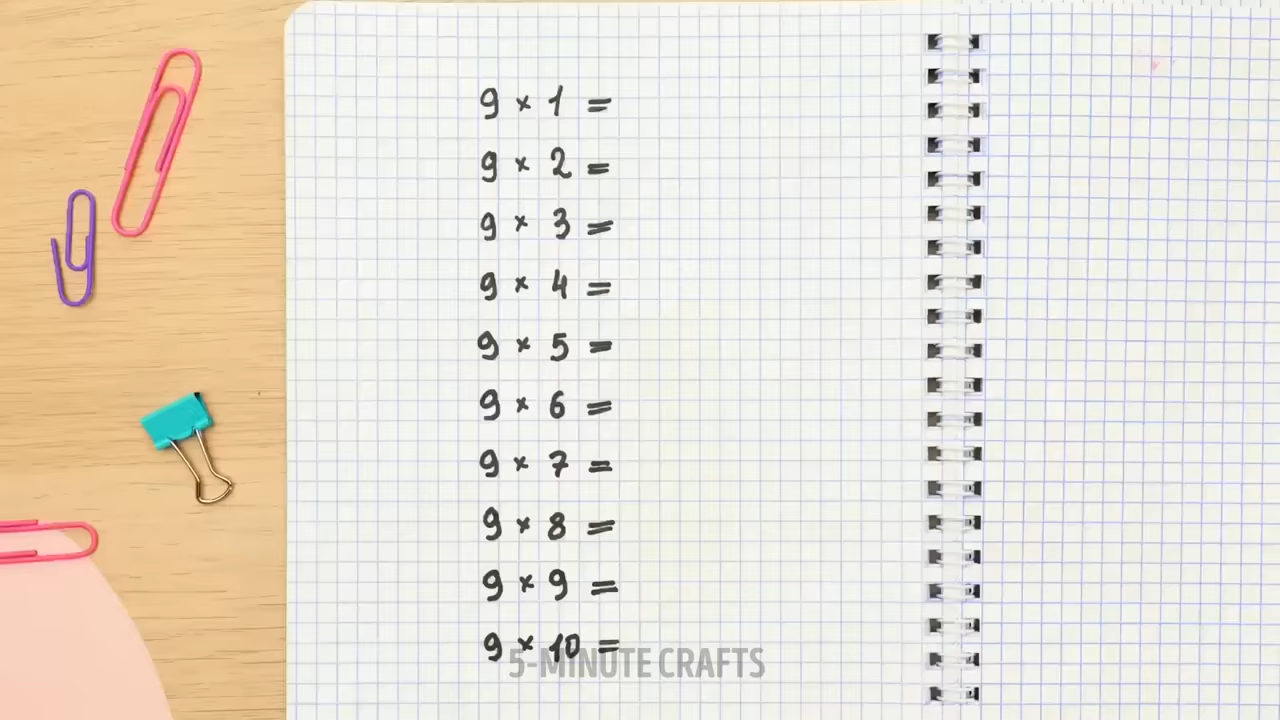 9 × 1 =
9 × 2 =
9 × 3 =
9 × 4 =
9 × 5 =
9 × 6 =
9 × 7 =
9 × 8 =
9 × 9 =
9 × 10 =
5-MINUTE CRAFTS